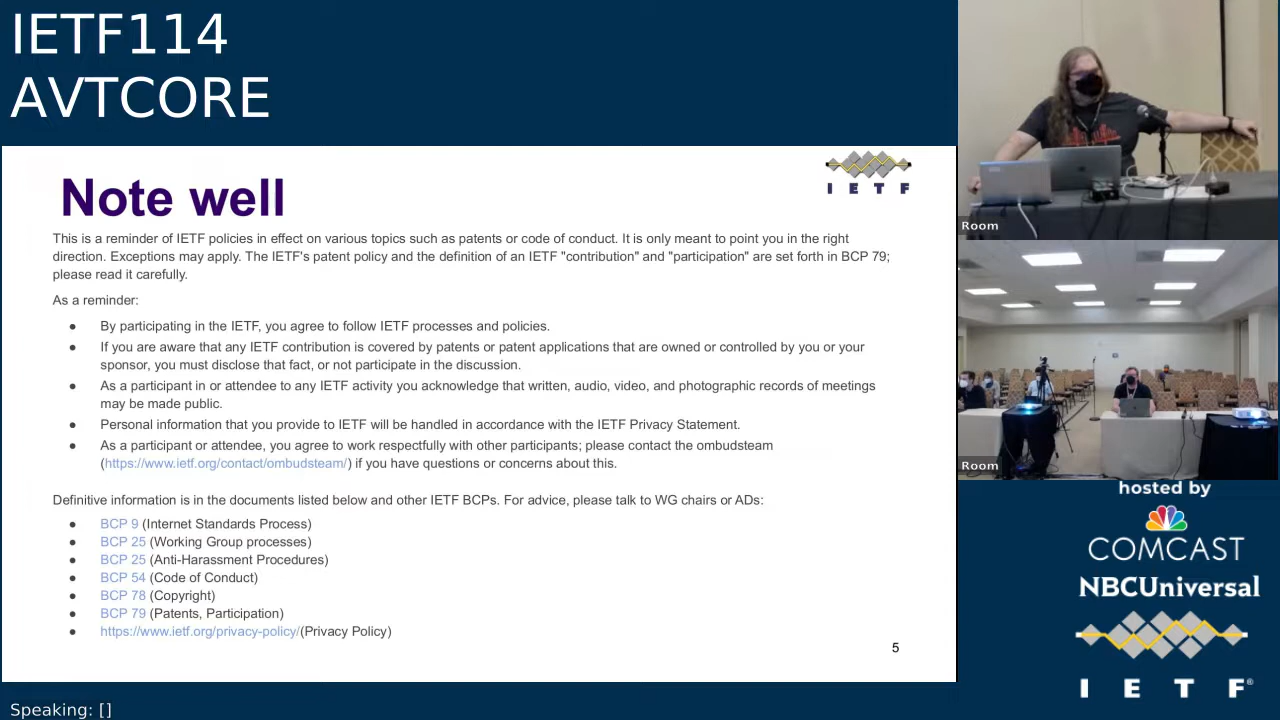 IETF114
AVTCORE
I E T F
Note well
This is a reminder of IETF policies in effect on various topics such as patents or code of conduct. It is only meant to point you in the right
direction. Exceptions may apply. The IETF's patent policy and the definition of an IETF "contribution" and "participation" are set forth in BCP 79;
please read it carefully.
As a reminder:
● By participating in the IETF, you agree to follow IETF processes and policies.
● If you are aware that any IETF contribution is covered by patents or patent applications that are owned or controlled by you or your
sponsor, you must disclose that fact, or not participate in the discussion.
● As a participant in or attendee to any IETF activity you acknowledge that written, audio, video, and photographic records of meetings
may be made public.
● Personal information that you provide to IETF will be handled in accordance with the IETF Privacy Statement.
● As a participant or attendee, you agree to work respectfully with other participants; please contact the ombudsteam
(https://www.ietf.org/contact/ombudsteam/) if you have questions or concerns about this.
Definitive information is in the documents listed below and other IETF BCPs. For advice, please talk to WG chairs or ADs:
● BCP 9 (Internet Standards Process)
● BCP 25 (Working Group processes)
● BCP 25 (Anti-Harassment Procedures)
● BCP 54 (Code of Conduct)
● BCP 78 (Copyright)
● BCP 79 (Patents, Participation)
● https://www.ietf.org/privacy-policy/(Privacy Policy)
5
Room
Room
hosted by
COMCAST
NBCUniversal
I E T F®
Speaking: []